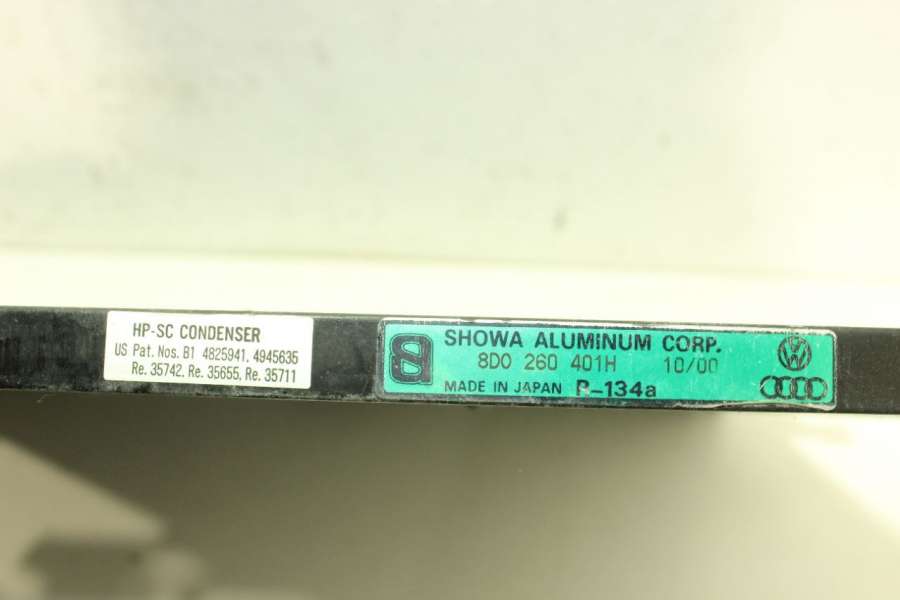 HP-SC CONDENSER
US Pat. Nos. B1 4825941, 4945635
Re. 35742. Re. 35655, Re. 35711
SHOWA ALUMINUM CORP.
8D0 260 401H 10/00
MADE IN JAPAN R-134a